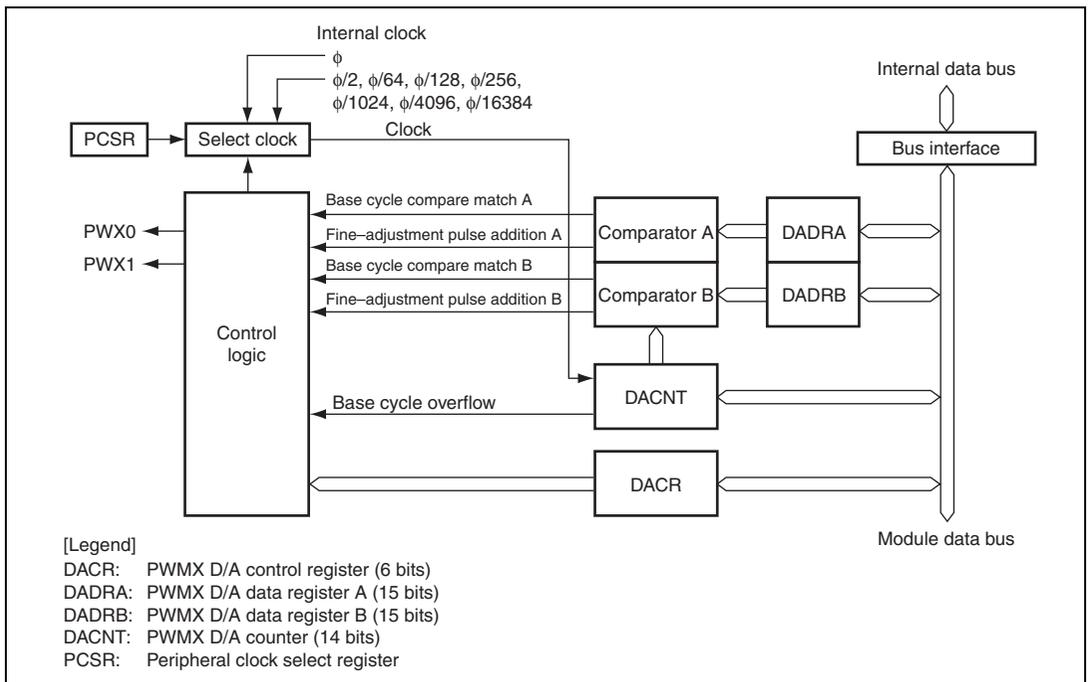 Internal clock
ϕ
ϕ/2, ϕ/64, ϕ/128, ϕ/256,
ϕ/1024, ϕ/4096, ϕ/16384
Internal data bus
PCSR
Select clock
Clock
Bus interface
Base cycle compare match A
Fine–adjustment pulse addition A
Base cycle compare match B
Fine–adjustment pulse addition B
PWX0
PWX1
Comparator A
DADRA
Comparator B
DADRB
Control
logic
DACNT
Base cycle overflow
DACR
Module data bus
[Legend]
DACR: PWMX D/A control register (6 bits)
DADRA: PWMX D/A data register A (15 bits)
DADRB: PWMX D/A data register B (15 bits)
DACNT: PWMX D/A counter (14 bits)
PCSR: Peripheral clock select register